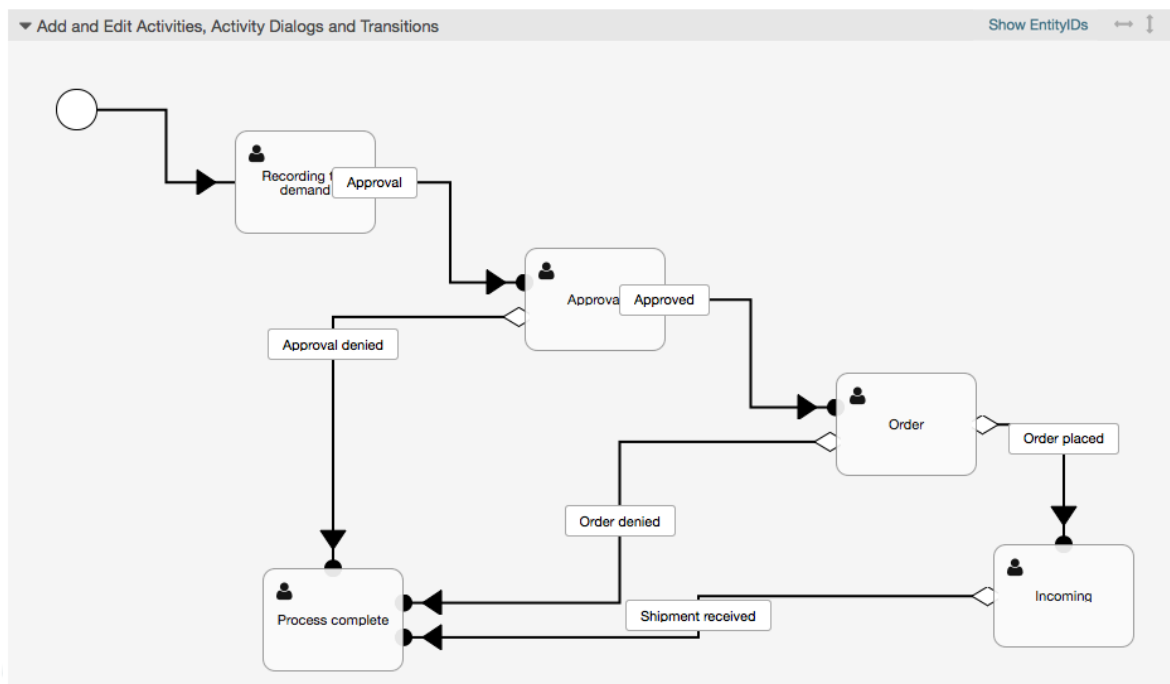 Add and Edit Activities, Activity Dialogs and Transitions
Show EntityIDs
Recording
demand
Approval
Approved
Approval denied
Order
Order placed
Order denied
Incoming
Process complete
Shipment received